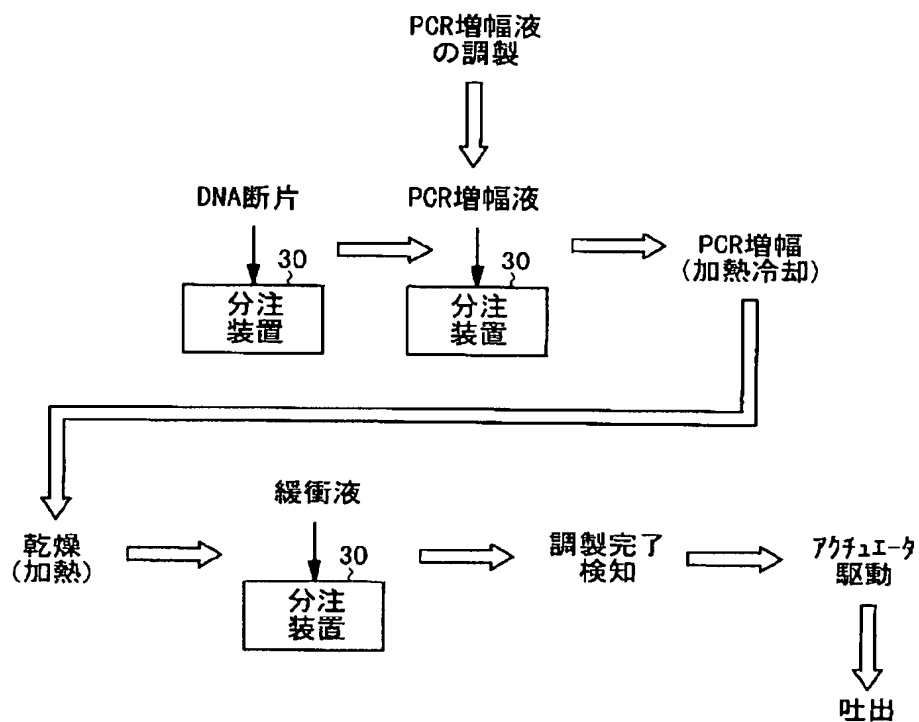 PCR増幅液
の調製
DNA断片
PCR増幅液
30
分注
装置
30
分注
装置
PCR増幅
(加熱冷却)
乾燥
(加熱)
緩衝液
30
分注
装置
調製完了
検知
ｱｸﾁｭｴｰﾀ
駆動
吐出